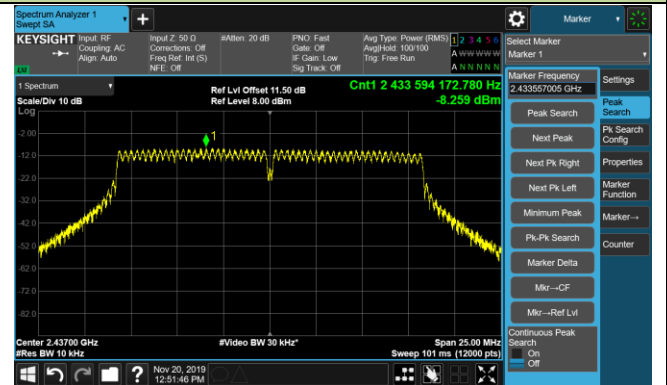 Spectrum Analyzer 1
Swept SA
Marker
KEYSIGHT
Input: RF
Coupling: AC
Align: Auto
Input Z: 50 Ω
Corrections: Off
Freq Ref: Int (S)
NFE: Off
#Atten: 20 dB
PNO: Fast
Gate: Off
IF Gain: Low
Sig Track: Off
Avg Type: Power (RMS)
Avg|Hold: 100/100
Trig: Free Run
1 2 3 4 5 6
A W W W W W
A N N N N N
LNI
1 Spectrum
Scale/Div 10 dB
Log
Ref Lvl Offset 11.50 dB
Ref Level 8.00 dBm
Cnt1 2 433 594 172.780 Hz
-8.259 dBm
1
-2.00
-12.0
-22.0
-32.0
-42.0
-52.0
-62.0
-72.0
-82.0
Center 2.43700 GHz
#Res BW 10 kHz
#Video BW 30 kHz*
Span 25.00 MHz
Sweep 101 ms (12000 pts)
Select Marker
Marker 1
Marker Frequency
2.433557005 GHz
Peak Search
Next Peak
Next Pk Right
Next Pk Left
Minimum Peak
Pk-Pk Search
Marker Delta
Mkr→CF
Mkr→Ref Lvl
Continuous Peak
Search
On
Off
Settings
Peak
Search
Pk Search
Config
Properties
Marker
Function
Marker→
Counter
?
Nov 20, 2019
12:51:46 PM